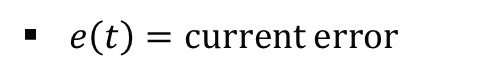 ▪ e(t) = current error